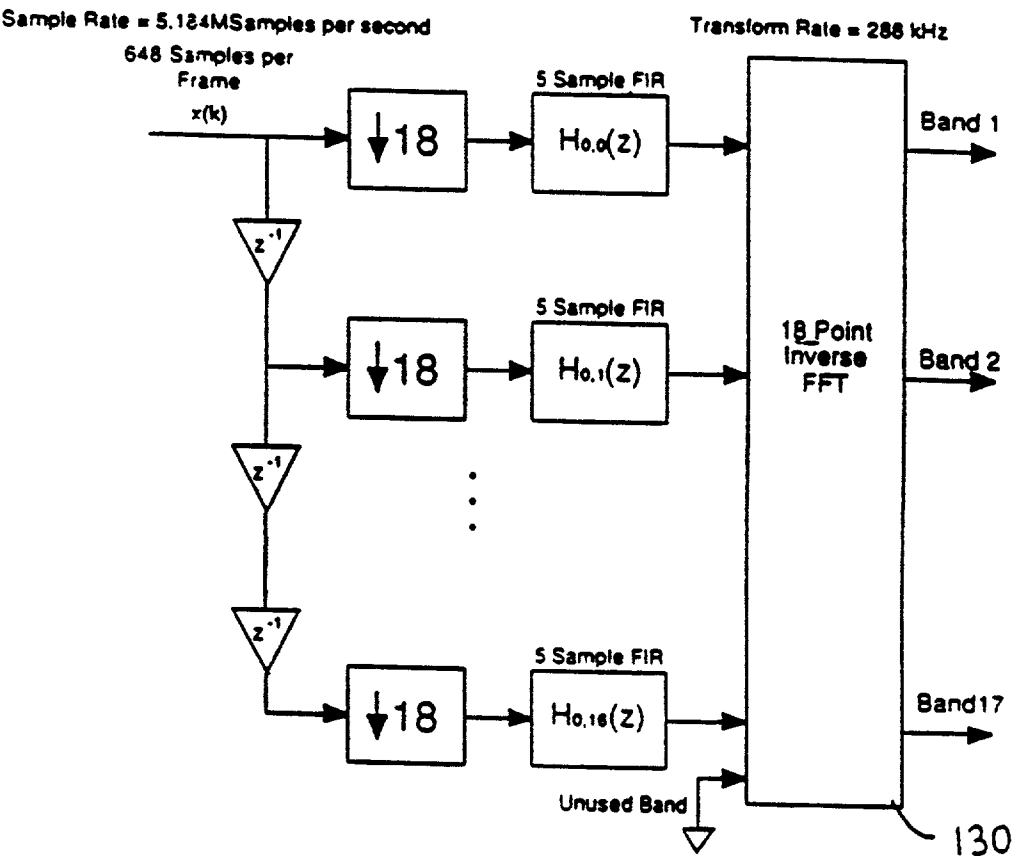 Sample Rate = 5.184MSamples per second
Transform Rate = 288 kHz
648 Samples per
Frame
x(k)
5 Sample FIR
↓18
H0,0(z)
Band 1
z-1
5 Sample FIR
↓18
H0,1(z)
18 Point
Inverse
FFT
Band 2
z-1
z-1
5 Sample FIR
↓18
H0,16(z)
Band17
Unused Band
130